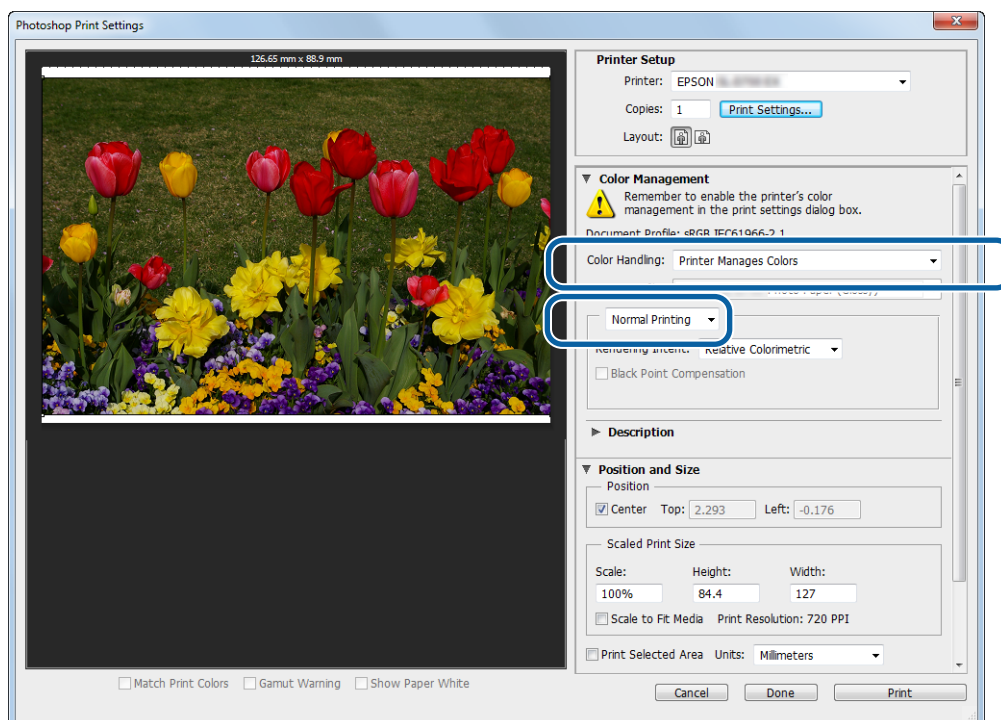 Photoshop Print Settings
126.65 mm x 88.9 mm
Printer Setup
Printer: EPSON
Copies: 1 Print Settings...
Layout:
Color Management
Remember to enable the printer's color
management in the print settings dialog box.
Document Profile: sRGB IEC61966-2.1
Color Handling: Printer Manages Colors
Normal Printing
Rendering Intent: Relative Colorimetric
Black Point Compensation
Description
Position and Size
Position
Center Top: 2.293 Left: -0.176
Scaled Print Size
Scale: Height: Width:
100% 84.4 127
Scale to Fit Media Print Resolution: 720 PPI
Print Selected Area Units: Millimeters
Match Print Colors Gamut Warning Show Paper White
Cancel Done Print